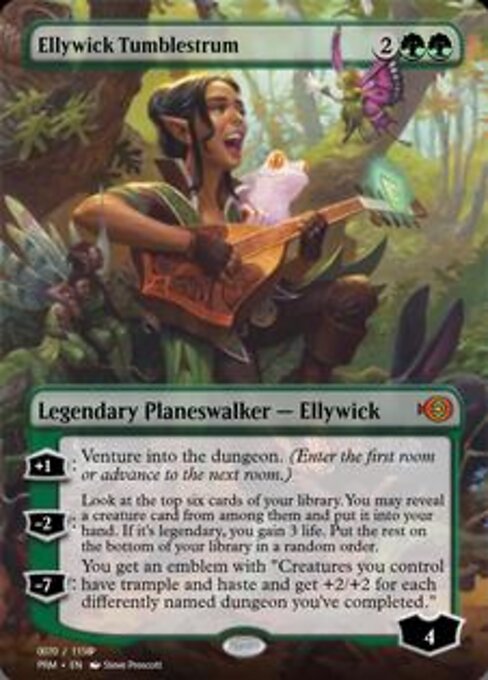 Ellywick Tumblestrum 2
Legendary Planeswalker — Ellywick
+1: Venture into the dungeon. (Enter the first room
or advance to the next room.)
Look at the top six cards of your library. You may reveal
-2: a creature card from among them and put it into your
hand. If it's legendary, you gain 3 life. Put the rest on
the bottom of your library in a random order.
You get an emblem with "Creatures you control
-7: have trample and haste and get +2/+2 for each
differently named dungeon you've completed."
4
PRM • EN Steve Prescott